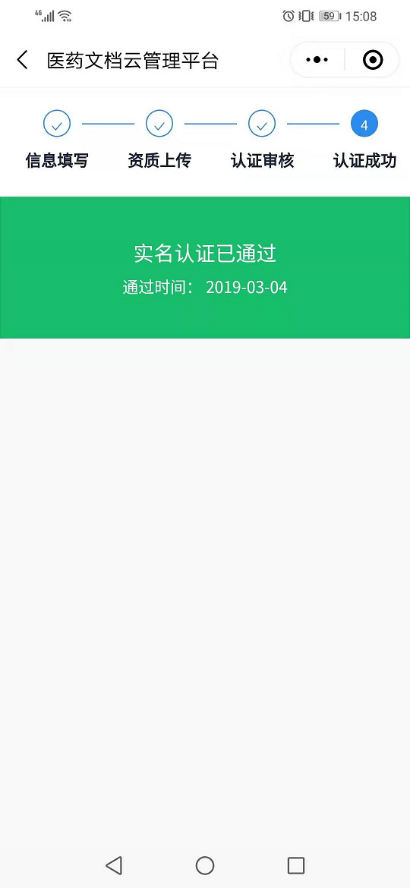 4G 59 15:08
医药文档云管理平台
4
信息填写 资质上传 认证审核 认证成功
实名认证已通过
通过时间： 2019-03-04